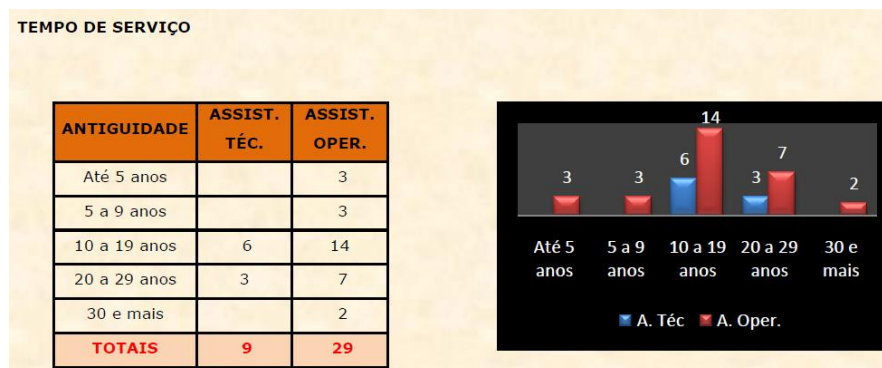 TEMPO DE SERVIÇO
ANTIGUIDADE ASSIST. TÉC. ASSIST. OPER.
Até 5 anos 3
5 a 9 anos 3
10 a 19 anos 6 14
20 a 29 anos 3 7
30 e mais 2
TOTAIS 9 29
14
6
7
3 3 3 2
Até 5 anos 5 a 9 anos 10 a 19 anos 20 a 29 anos 30 e mais
A. Téc A. Oper.